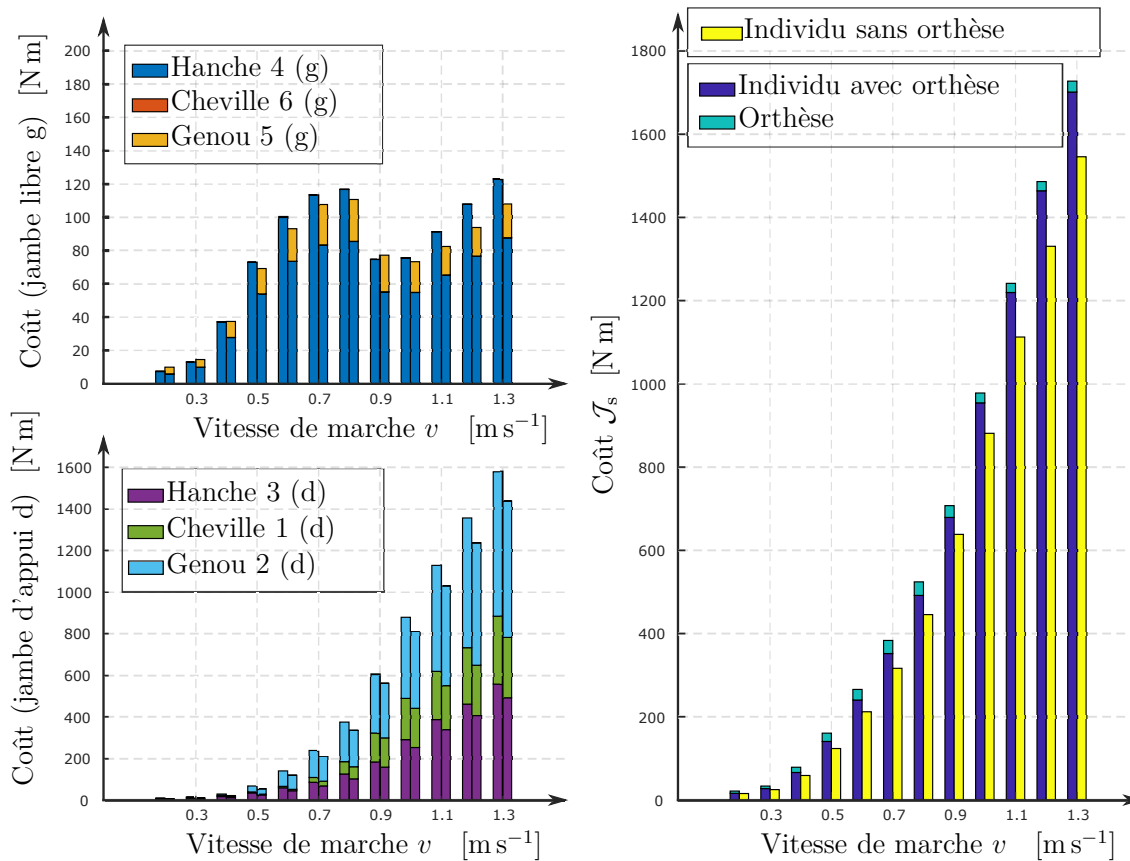 Coût (jambe libre g) [N m]
200
180
160
140
120
100
80
60
40
20
0
Hanche 4 (g)
Cheville 6 (g)
Genou 5 (g)
0.3 0.5 0.7 0.9 1.1 1.3
Vitesse de marche v [m s⁻¹]
Coût (jambe d'appui d) [N m]
1600
1400
1200
1000
800
600
400
200
0
Hanche 3 (d)
Cheville 1 (d)
Genou 2 (d)
0.3 0.5 0.7 0.9 1.1 1.3
Vitesse de marche v [m s⁻¹]
Coût 𝒥ₛ [N m]
1800
1600
1400
1200
1000
800
600
400
200
0
Individu sans orthèse
Individu avec orthèse
Orthèse
0.3 0.5 0.7 0.9 1.1 1.3
Vitesse de marche v [m s⁻¹]